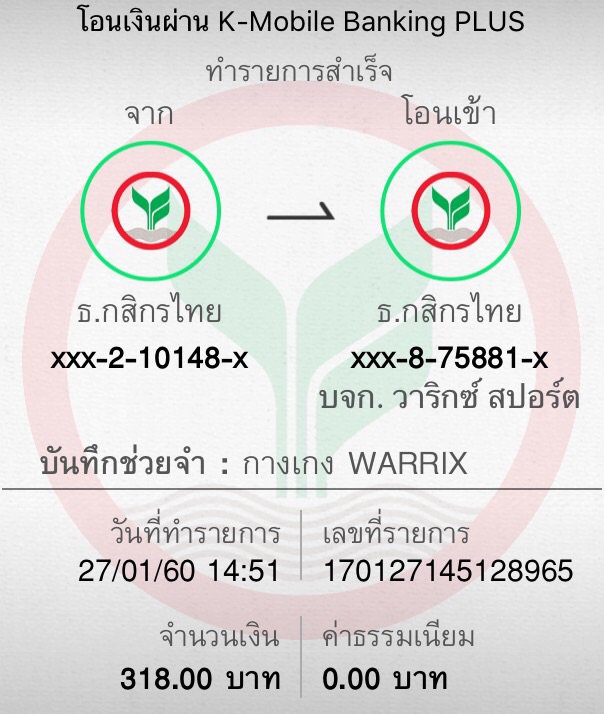 โอนเงินผ่าน K-Mobile Banking PLUS
ทำรายการสำเร็จ
จาก
โอนเข้า
ธ.กสิกรไทย
ธ.กสิกรไทย
xxx-2-10148-x
xxx-8-75881-x
บจก. วาริกซ์ สปอร์ต
บันทึกช่วยจำ : กางเกง WARRIX
วันที่ทำรายการ
เลขที่รายการ
27/01/60 14:51
170127145128965
จำนวนเงิน
ค่าธรรมเนียม
318.00 บาท
0.00 บาท